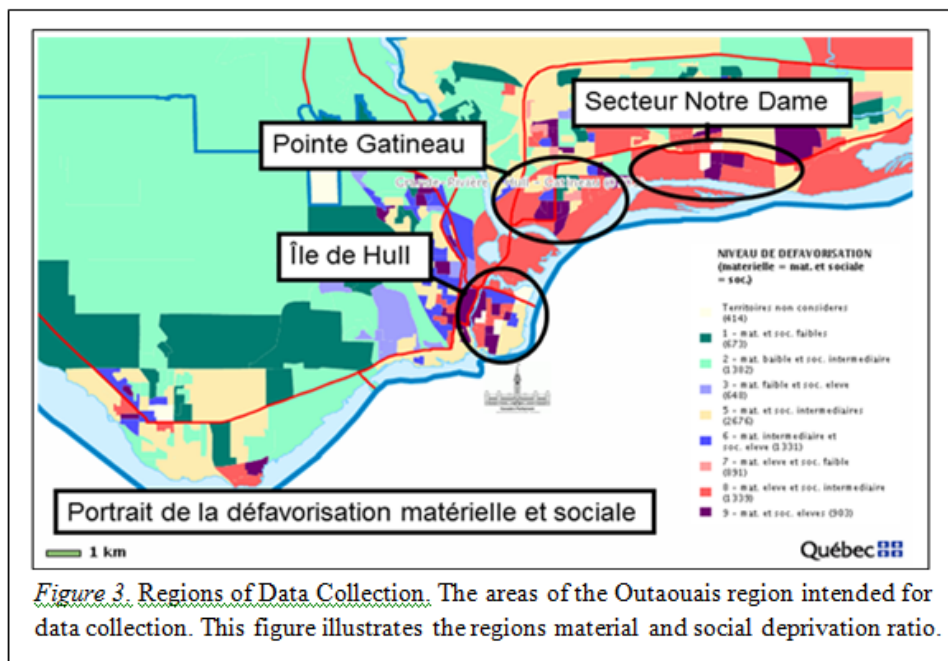 Secteur Notre Dame
Pointe Gatineau
Île de Hull
NIVEAU DE DEFAVORISATION
(materielle = mat. et sociale
= soc.)
Territoires non consideres
(414)
1 - mat. et soc. faibles
(673)
2 - mat. baible et soc. intermediaire
(1302)
3 - mat. faible et soc. eleve
(640)
5 - mat. et soc. intermediaires
(2676)
6 - mat. intermediaire et
soc. eleve (1331)
7 - mat. eleve et soc. faible
(891)
8 - mat. eleve et soc. intermediaire
(1339)
9 - mat. et soc. eleves (903)
Portrait de la défavorisation matérielle et sociale
1 km
Québec
Figure 3. Regions of Data Collection. The areas of the Outaouais region intended for
data collection. This figure illustrates the regions material and social deprivation ratio.